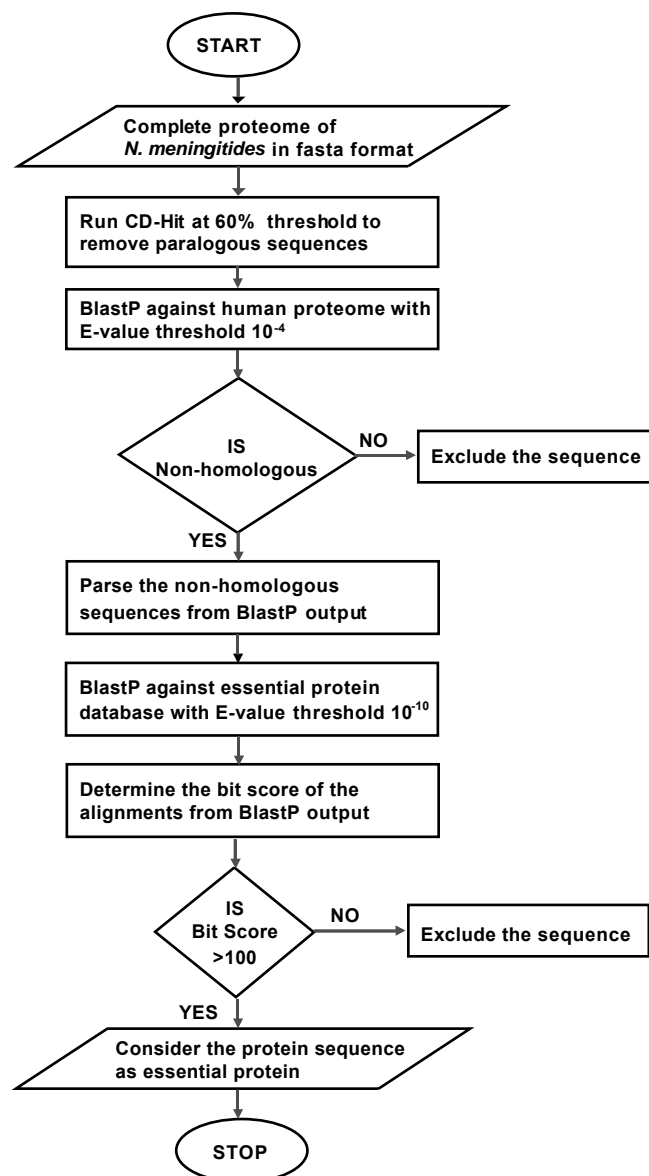 START
Complete proteome of
N. meningitides in fasta format
Run CD-Hit at 60% threshold to
remove paralogous sequences
BlastP against human proteome with
E-value threshold 10⁻⁴
IS
Non-homologous
NO
Exclude the sequence
YES
Parse the non-homologous
sequences from BlastP output
BlastP against essential protein
database with E-value threshold 10⁻¹⁰
Determine the bit score of the
alignments from BlastP output
IS
Bit Score
>100
NO
Exclude the sequence
YES
Consider the protein sequence
as essential protein
STOP